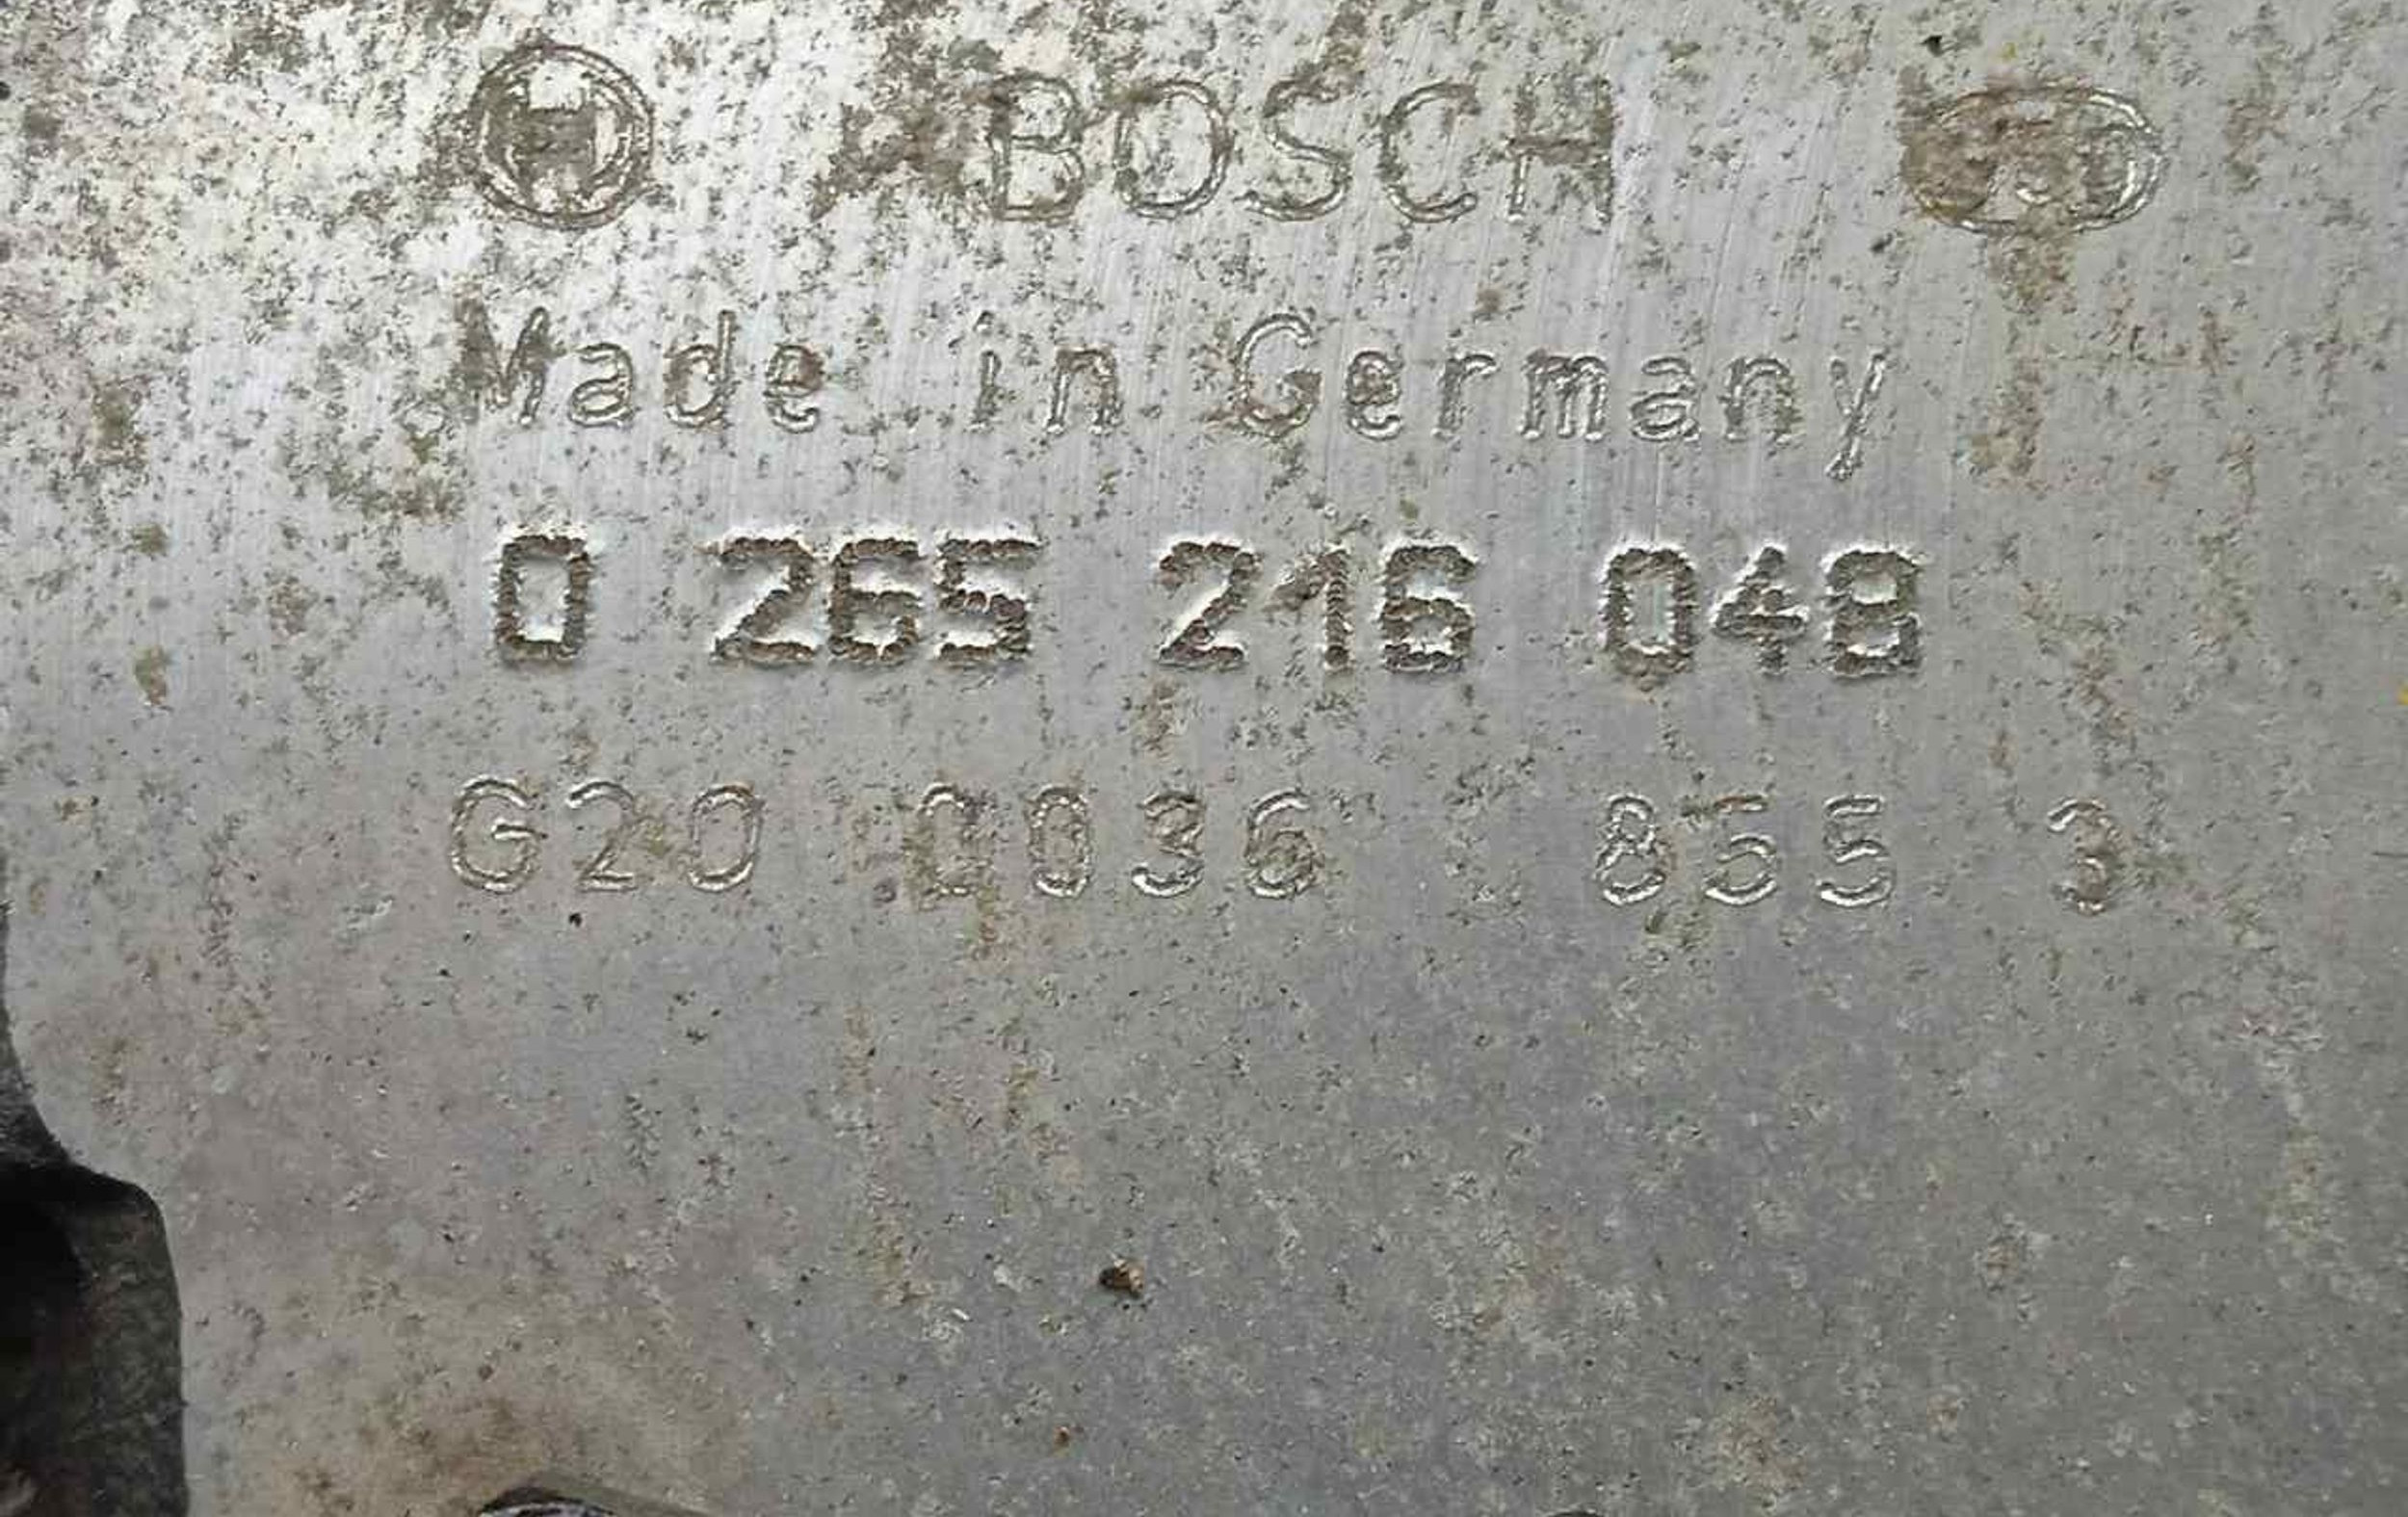 BOSCH
Made in Germany
0 265 216 048
G20 0036 855 3